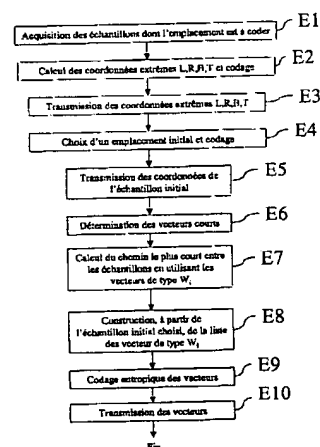 Acquisition des échantillons dont l'emplacement est à coder
E1
Calcul des coordonnées extrêmes L,R,B,T et codage
E2
Transmission des coordonnées extrêmes L,R,B,T
E3
Choix d'un emplacement initial et codage
E4
Transmission des coordonnées de
l'échantillon initial
E5
Détermination des vecteurs courts
E6
Calcul du chemin le plus court entre
les échantillons en utilisant les
vecteurs de type Wi
E7
Construction, à partir de
l'échantillon initial choisi, de la liste
des vecteur de type Wi
E8
Codage entropique des vecteurs
E9
Transmission des vecteurs
E10